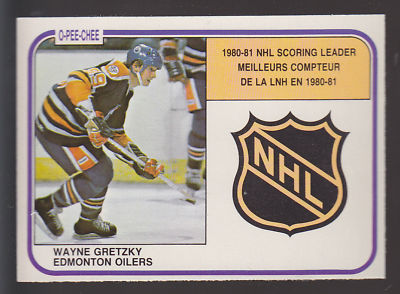 O-PEE-CHEE
1980-81 NHL SCORING LEADER
MEILLEURS COMPTEUR
DE LA LNH EN 1980-81
99
NHL
WAYNE GRETZKY
EDMONTON OILERS